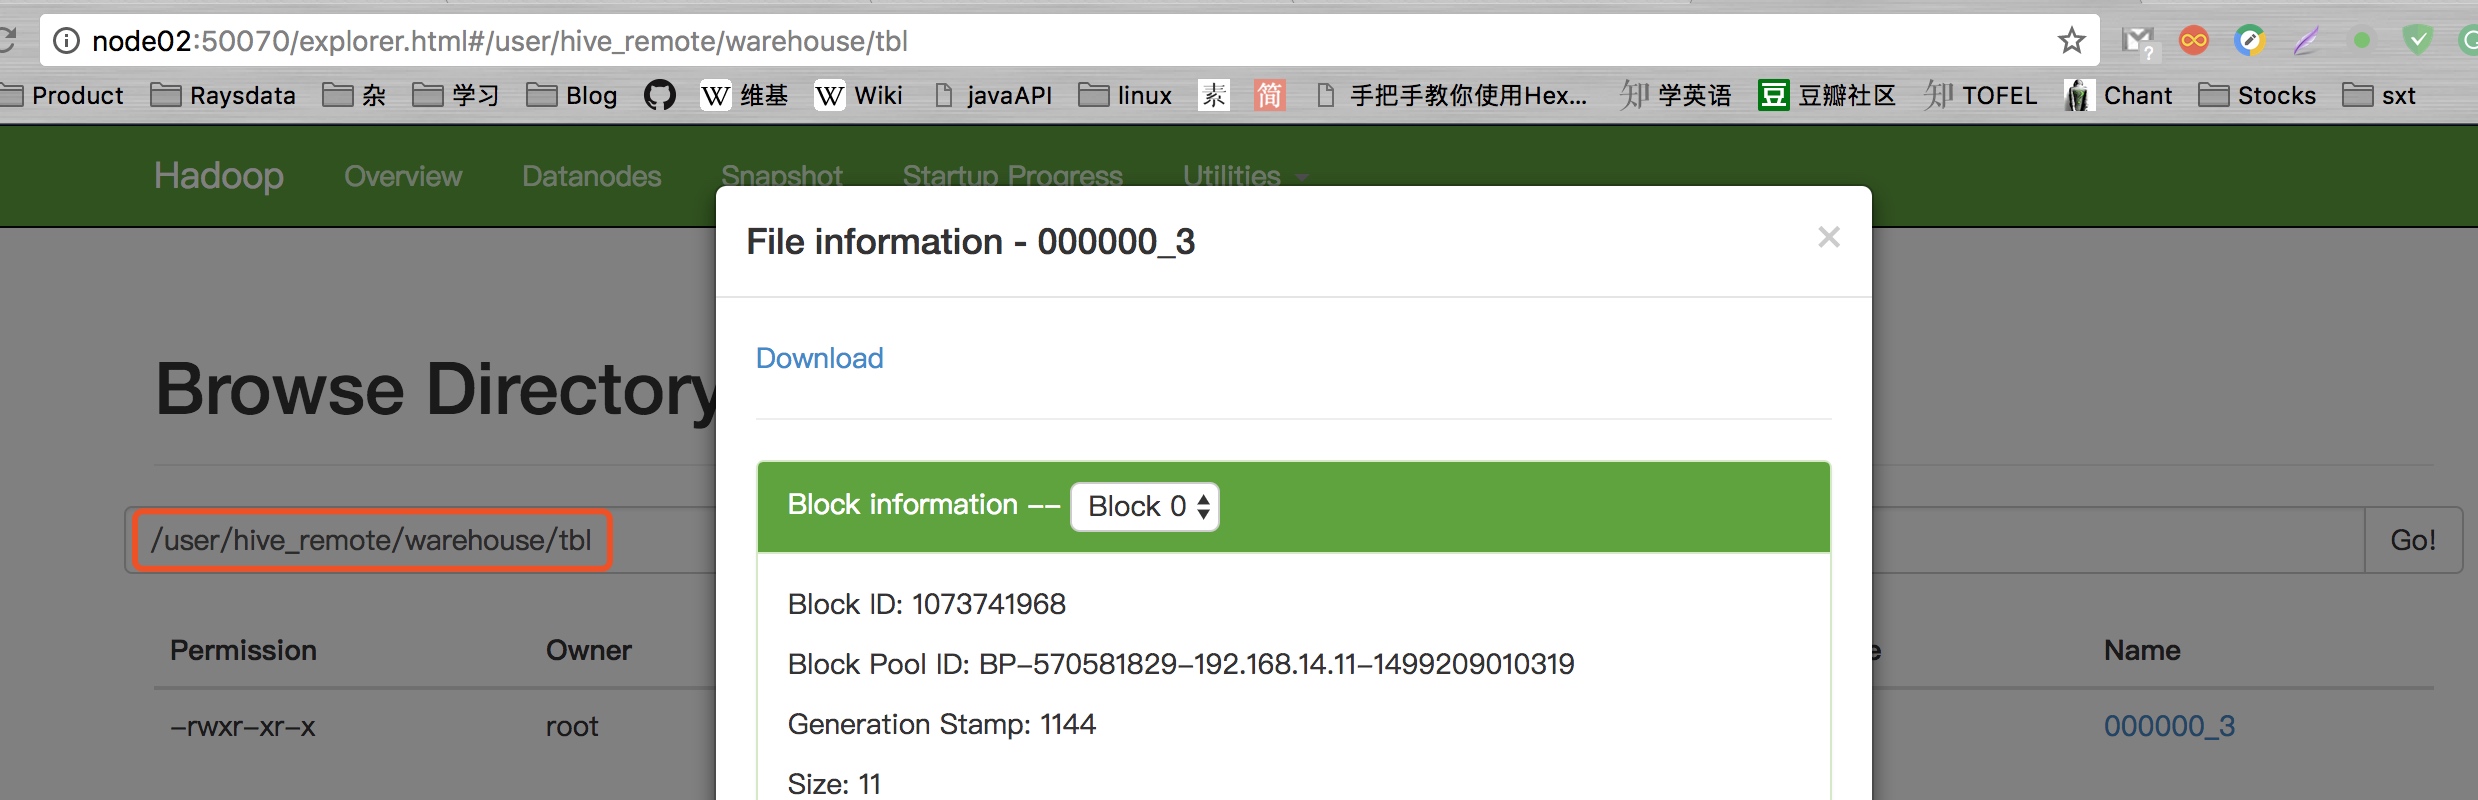 node02:50070/explorer.html#/user/hive_remote/warehouse/tbl
Product Raysdata 杂 学习 Blog W 维基 W Wiki javaAPI linux 素 简 手把手教你使用Hex... 知 学英语 豆 豆瓣社区 知 TOFEL Chant Stocks sxt
Hadoop Overview Datanodes Snapshot Startup Progress Utilities
File information - 000000_3
×
Download
Browse Directory
Block information -- Block 0
/user/hive_remote/warehouse/tbl
Go!
Block ID: 1073741968
Permission Owner Name
Block Pool ID: BP-570581829-192.168.14.11-1499209010319
-rwxr-xr-x root 000000_3
Generation Stamp: 1144
Size: 11